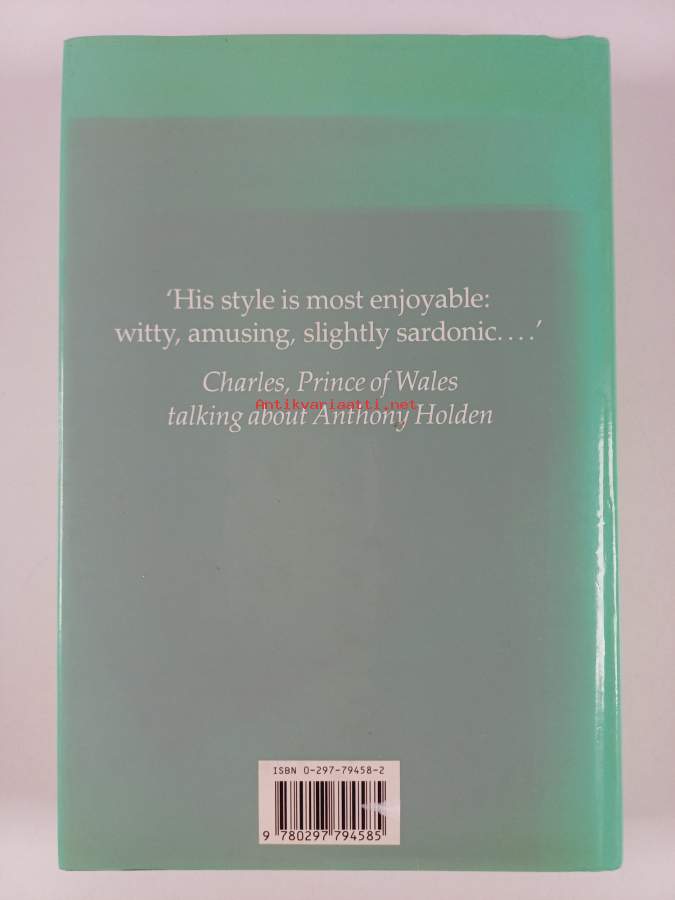 ‘His style is most enjoyable:
witty, amusing, slightly sardonic. . . .’
Charles, Prince of Wales
Antikvariaatti.net
talking about Anthony Holden
ISBN 0-297-79458-2
9 780297 794585